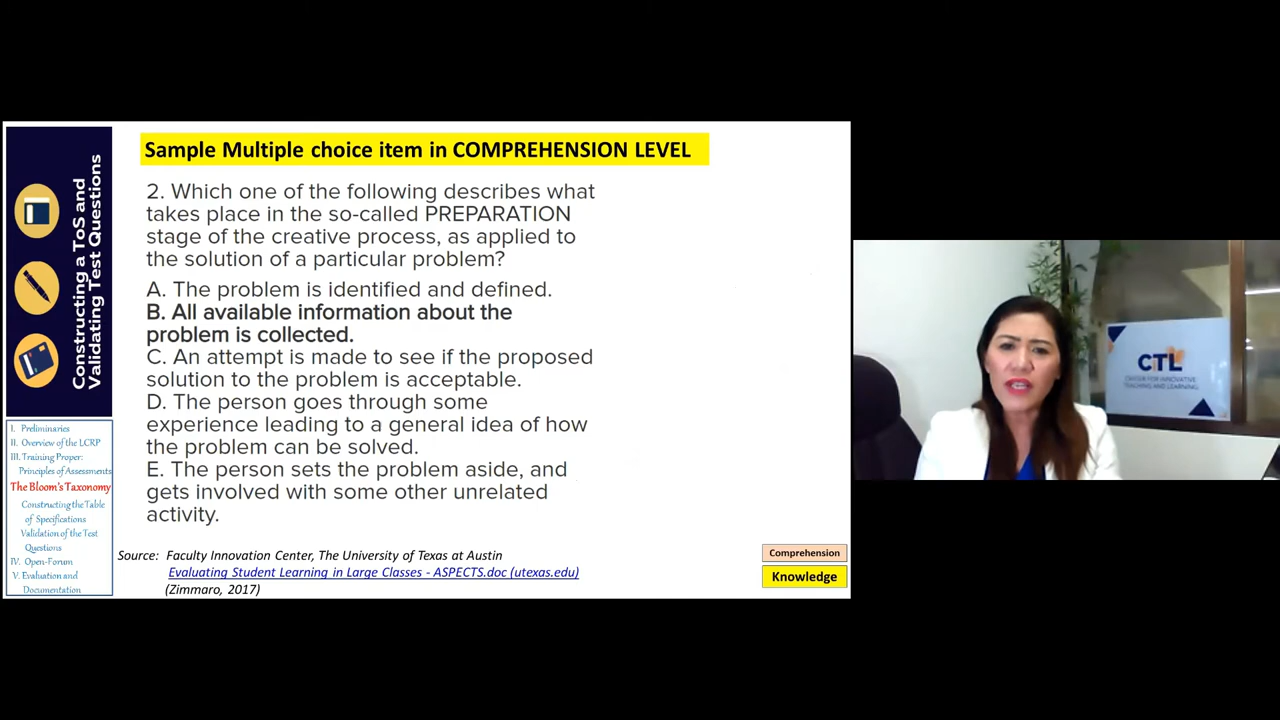 Constructing a ToS and
Validating Test Questions
I. Preliminaries
II. Overview of the LCRP
III. Training Proper:
Principles of Assessments
The Bloom's Taxonomy
Constructing the Table
of Specifications
Validation of the Test
Questions
IV. Open-Forum
V. Evaluation and
Documentation
Sample Multiple choice item in COMPREHENSION LEVEL
2. Which one of the following describes what
takes place in the so-called PREPARATION
stage of the creative process, as applied to
the solution of a particular problem?
A. The problem is identified and defined.
B. All available information about the
problem is collected.
C. An attempt is made to see if the proposed
solution to the problem is acceptable.
D. The person goes through some
experience leading to a general idea of how
the problem can be solved.
E. The person sets the problem aside, and
gets involved with some other unrelated
activity.
Source: Faculty Innovation Center, The University of Texas at Austin
Evaluating Student Learning in Large Classes - ASPECTS.doc (utexas.edu)
(Zimmaro, 2017)
Comprehension
Knowledge
CTL
CENTER FOR INNOVATIVE
TEACHING AND LEARNING